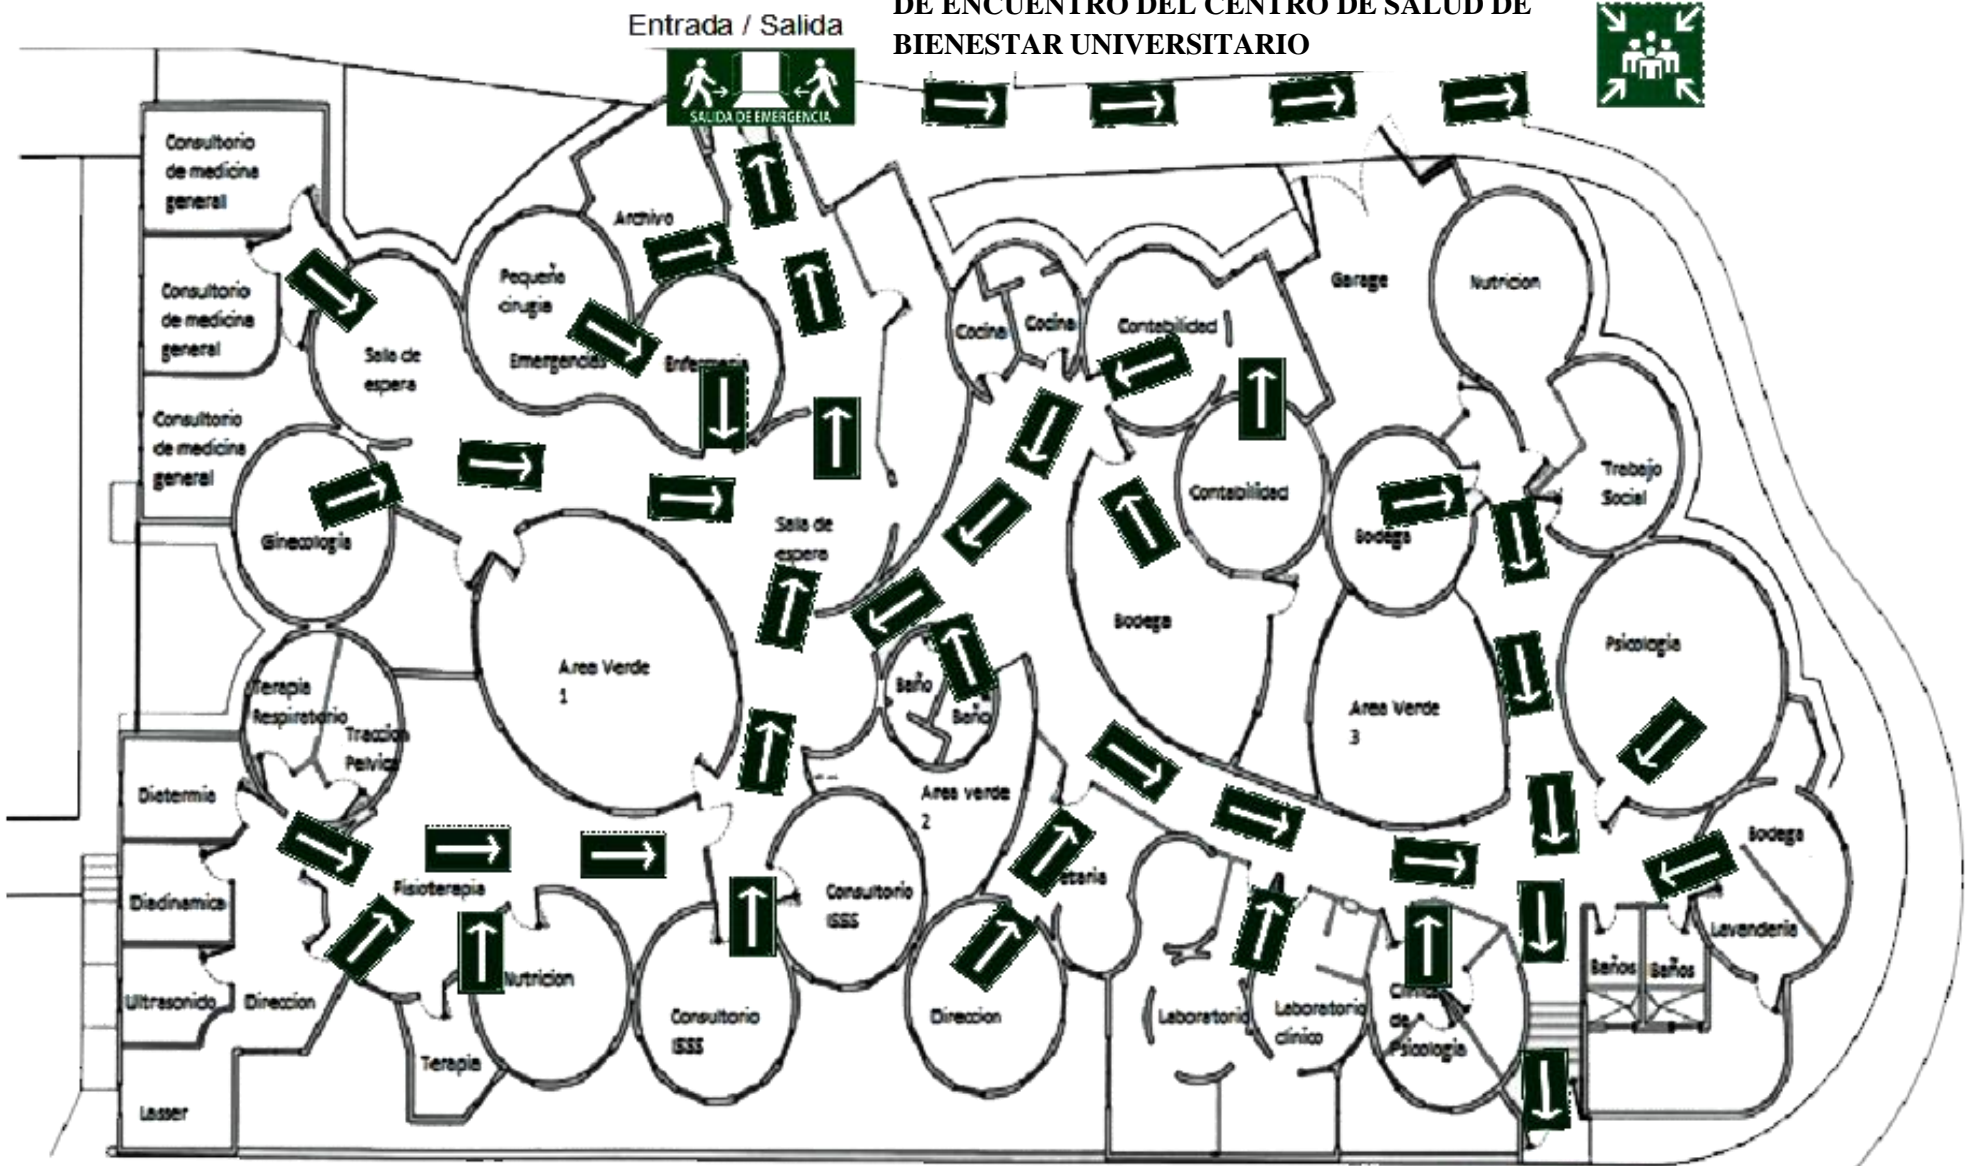 DE ENCUENTRO DEL CENTRO DE SALUD DE
BIENESTAR UNIVERSITARIO
Entrada / Salida
SALIDA DE EMERGENCIA
Consultorio
de medicina
general
Consultorio
de medicina
general
Consultorio
de medicina
general
Sala de
espera
Pequeña
cirugia
Emergencias
Archivo
Enfermeria
Ginecologia
Sala de
espera
Cocina
Cocina
Contabilidad
Contabilidad
Garage
Nutricion
Trabajo
Social
Bodega
Bodega
Psicologia
Area Verde
1
Area Verde
3
Baño
Baño
Area verde
2
Terapia
Respiratorio
Traccion
Pelvica
Dietermia
Diadinamica
Ultrasonido
Direccion
Lasser
Fisioterapia
Terapia
Nutricion
Consultorio
ISSS
Consultorio
ISSS
Direccion
etaria
Laboratorio
Laboratorio
clinico
Clinica
de
Psicologia
Bodega
Lavanderia
Baños
Baños